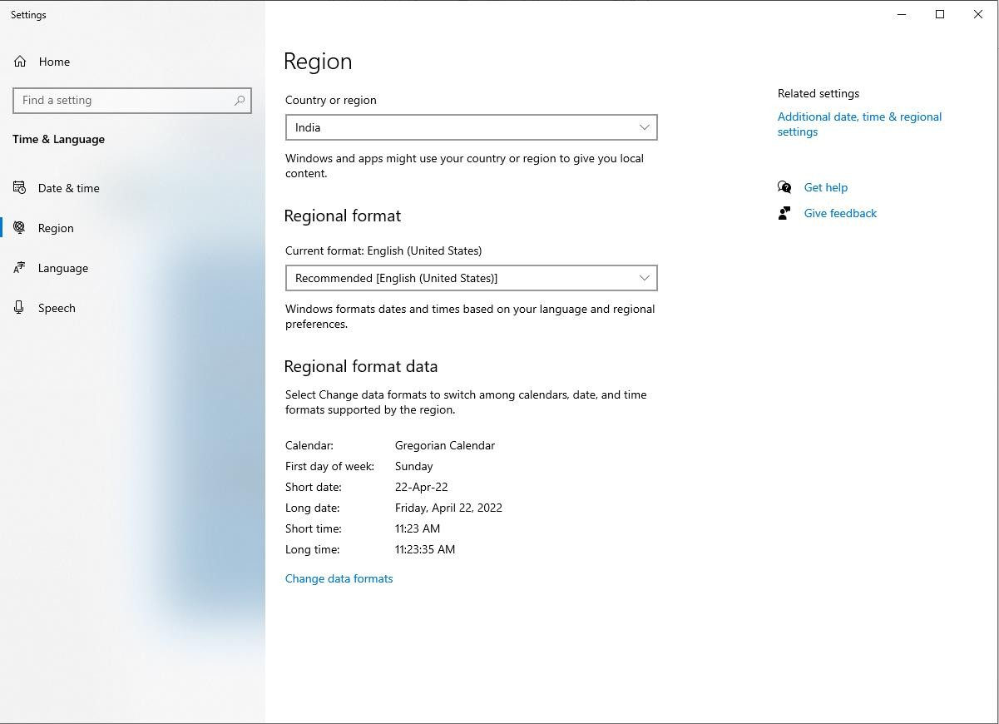 Settings
Home
Find a setting
Time & Language
Date & time
Region
Language
Speech
Region
Country or region
India
Windows and apps might use your country or region to give you local
content.
Regional format
Current format: English (United States)
Recommended [English (United States)]
Windows formats dates and times based on your language and regional
preferences.
Regional format data
Select Change data formats to switch among calendars, date, and time
formats supported by the region.
Calendar: Gregorian Calendar
First day of week: Sunday
Short date: 22-Apr-22
Long date: Friday, April 22, 2022
Short time: 11:23 AM
Long time: 11:23:35 AM
Change data formats
Related settings
Additional date, time & regional
settings
Get help
Give feedback